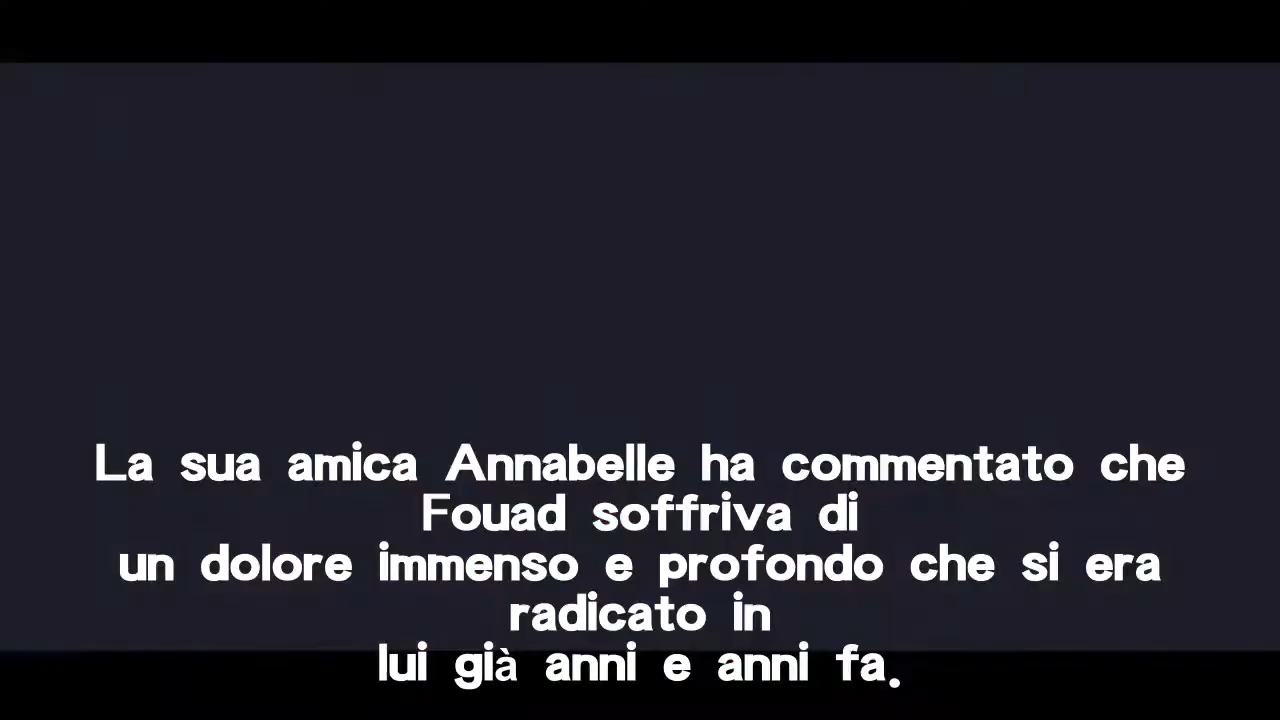 La sua amica Annabelle ha commentato che
Fouad soffriva di
un dolore immenso e profondo che si era
radicato in
lui già anni e anni fa.